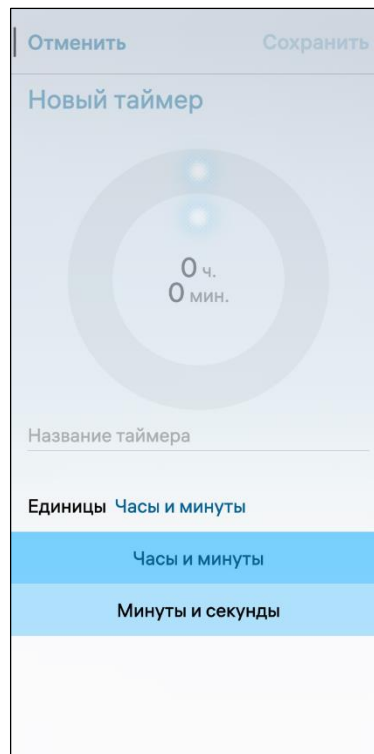 Отменить Сохранить
Новый таймер
0 ч.
0 мин.
Название таймера
Единицы Часы и минуты
Часы и минуты
Минуты и секунды